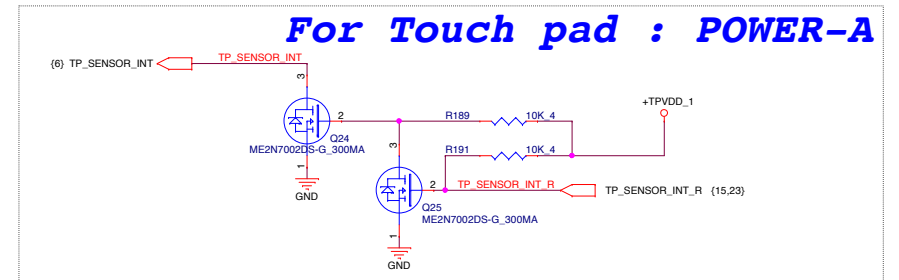 For Touch pad : POWER-A
{6} TP_SENSOR_INT
TP_SENSOR_INT
3
2
Q24
ME2N7002DS-G_300MA
1
GND
R189 10K_4
+TPVDD_1
R191 10K_4
3
2
TP_SENSOR_INT_R
TP_SENSOR_INT_R {15,23}
Q25
ME2N7002DS-G_300MA
1
GND